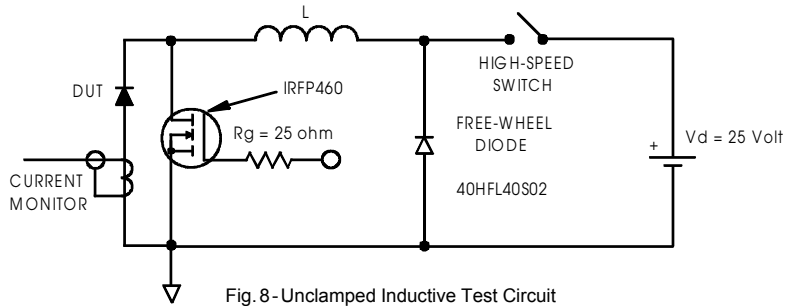 L
HIGH-SPEED
SWITCH
DUT
IRFP460
Rg = 25 ohm
FREE-WHEEL
DIODE
+
Vd = 25 Volt
40HFL40S02
CURRENT
MONITOR
Fig. 8 - Unclamped Inductive Test Circuit